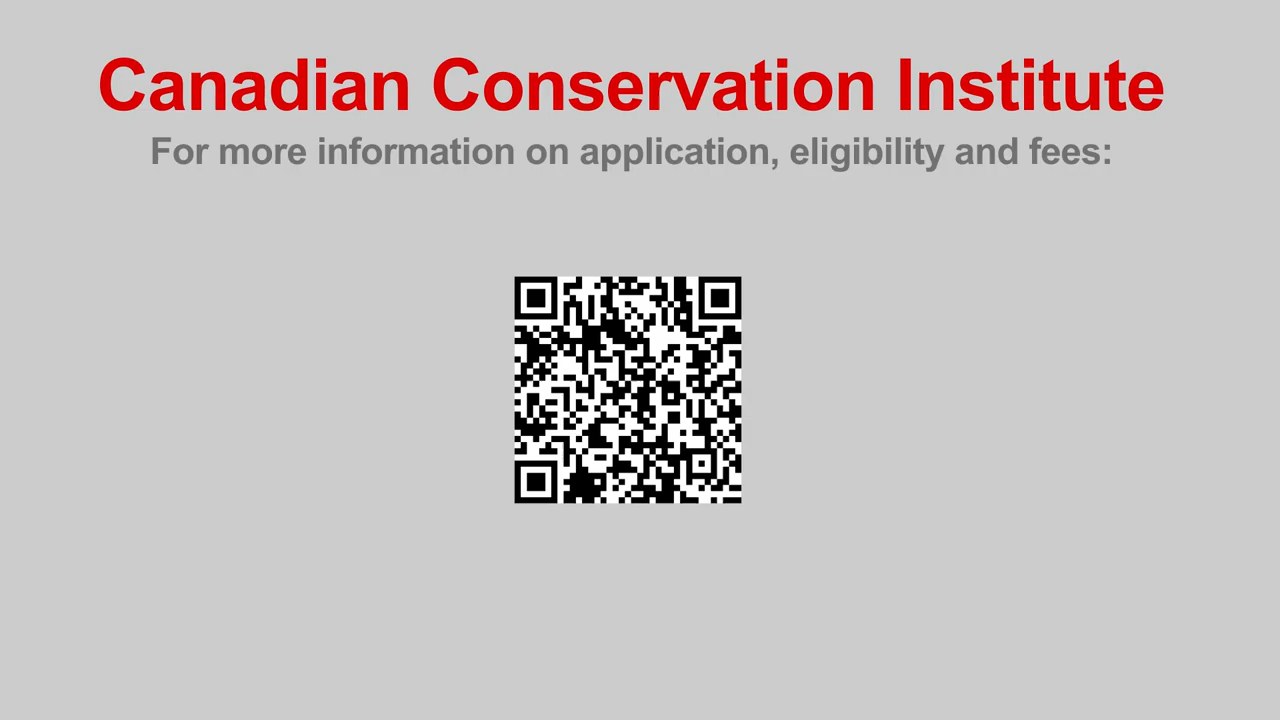 Canadian Conservation Institute
For more information on application, eligibility and fees: